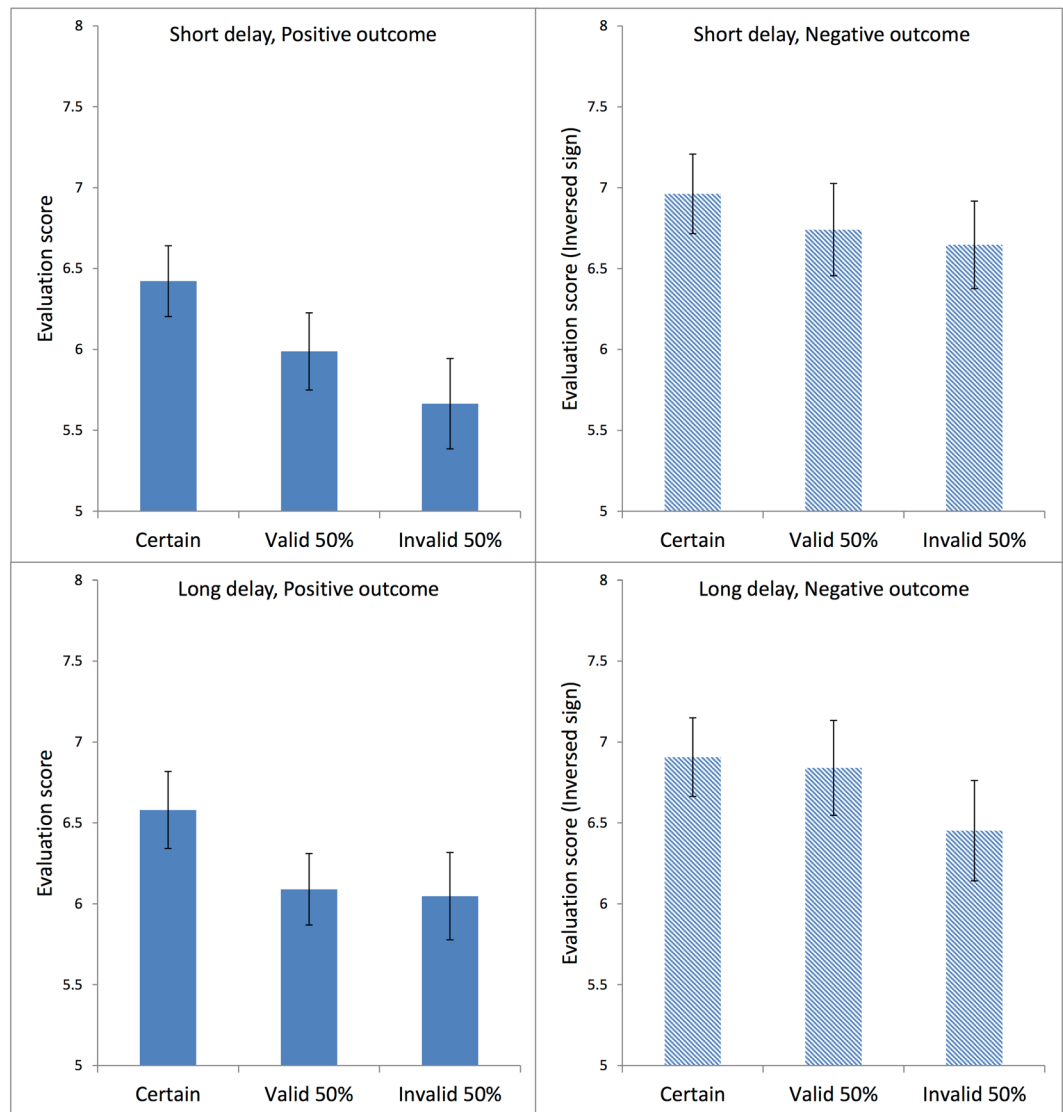 Short delay, Positive outcome
Evaluation score
8
7.5
7
6.5
6
5.5
5
Certain Valid 50% Invalid 50%
Short delay, Negative outcome
Evaluation score (Inversed sign)
8
7.5
7
6.5
6
5.5
5
Certain Valid 50% Invalid 50%
Long delay, Positive outcome
Evaluation score
8
7.5
7
6.5
6
5.5
5
Certain Valid 50% Invalid 50%
Long delay, Negative outcome
Evaluation score (Inversed sign)
8
7.5
7
6.5
6
5.5
5
Certain Valid 50% Invalid 50%